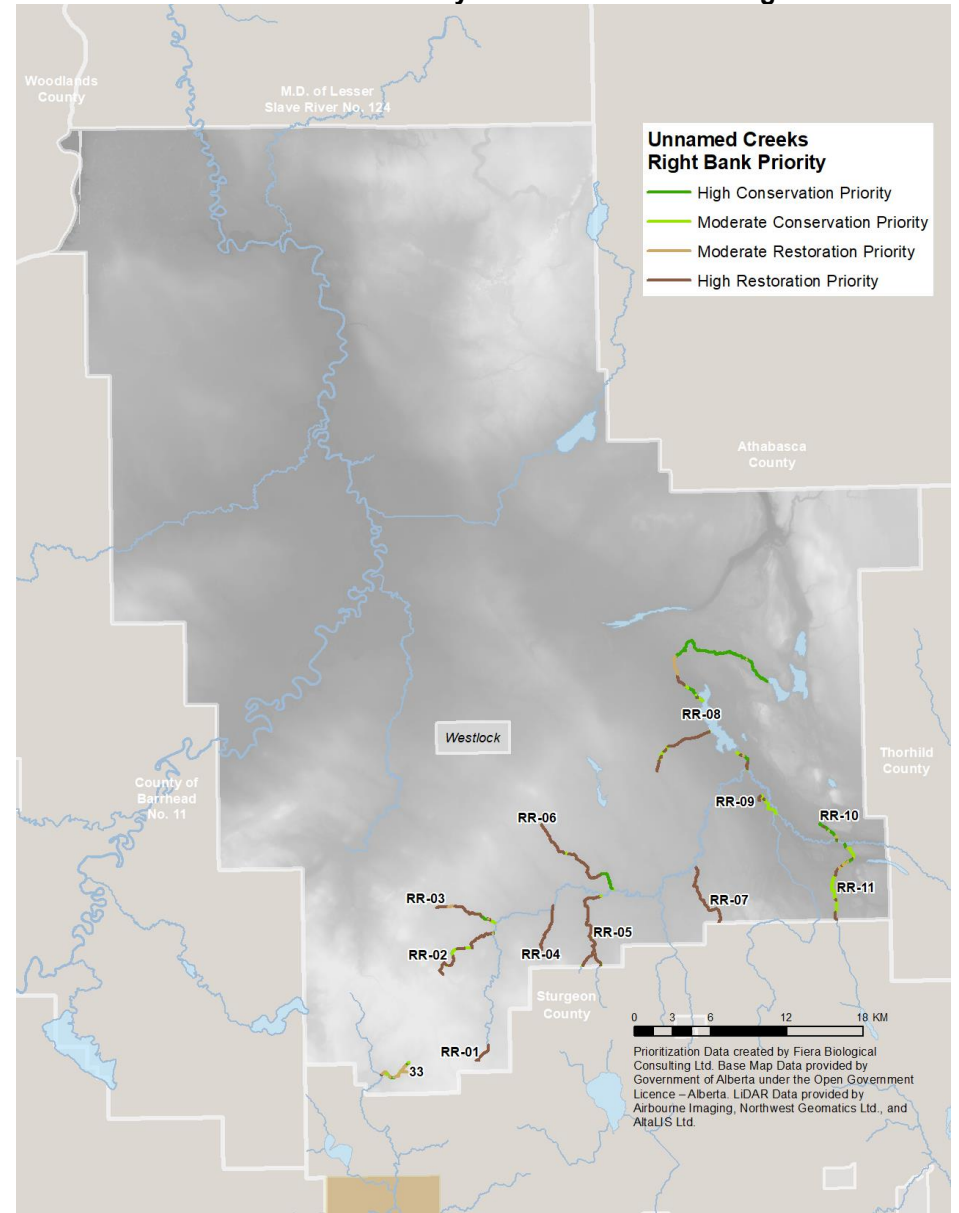 Woodlands
County
M.D. of Lesser
Slave River No. 124
Unnamed Creeks
Right Bank Priority
High Conservation Priority
Moderate Conservation Priority
Moderate Restoration Priority
High Restoration Priority
Athabasca
County
RR-08
Westlock
Thorhild
County
County of
Barrhead
No. 11
RR-09
RR-10
RR-06
RR-11
RR-03
RR-07
RR-05
RR-02
RR-04
Sturgeon
County
0 3 6 12 18 KM
RR-01
33
Prioritization Data created by Fiera Biological
Consulting Ltd. Base Map Data provided by
Government of Alberta under the Open Government
Licence – Alberta. LiDAR Data provided by
Airbourne Imaging, Northwest Geomatics Ltd., and
AltaLIS Ltd.